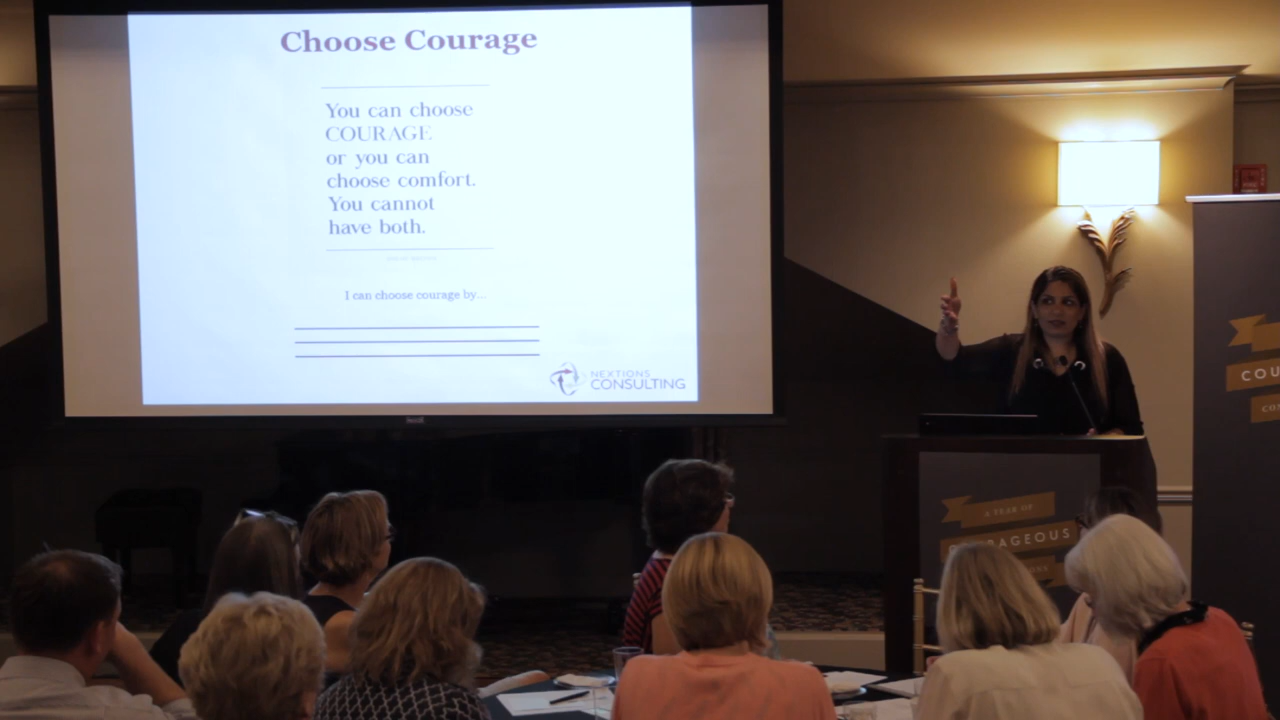 Choose Courage
You can choose
COURAGE
or you can
choose comfort.
You cannot
have both.
I can choose courage by...
NEXTIONS
CONSULTING
A YEAR OF
RAGEOUS
COU